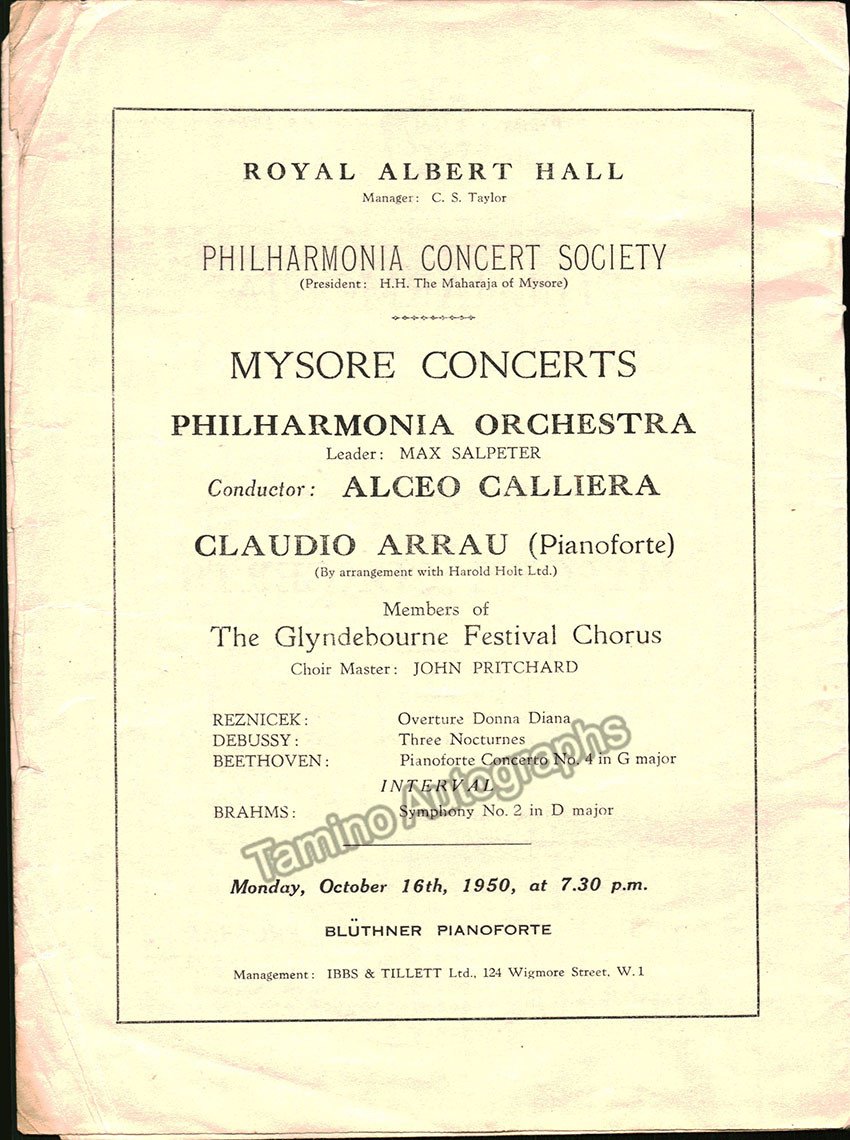 ROYAL ALBERT HALL
Manager: C. S. Taylor
PHILHARMONIA CONCERT SOCIETY
(President: H.H. The Maharaja of Mysore)
MYSORE CONCERTS
PHILHARMONIA ORCHESTRA
Leader: MAX SALPETER
Conductor: ALCEO CALLIERA
CLAUDIO ARRAU (Pianoforte)
(By arrangement with Harold Holt Ltd.)
Members of
The Glyndebourne Festival Chorus
Choir Master: JOHN PRITCHARD
REZNICEK: Overture Donna Diana
DEBUSSY: Three Nocturnes
BEETHOVEN: Pianoforte Concerto No. 4 in G major
INTERVAL
BRAHMS: Symphony No. 2 in D major
Tamino Autographs
Monday, October 16th, 1950, at 7.30 p.m.
BLÜTHNER PIANOFORTE
Management: IBBS & TILLETT Ltd., 124 Wigmore Street, W.1